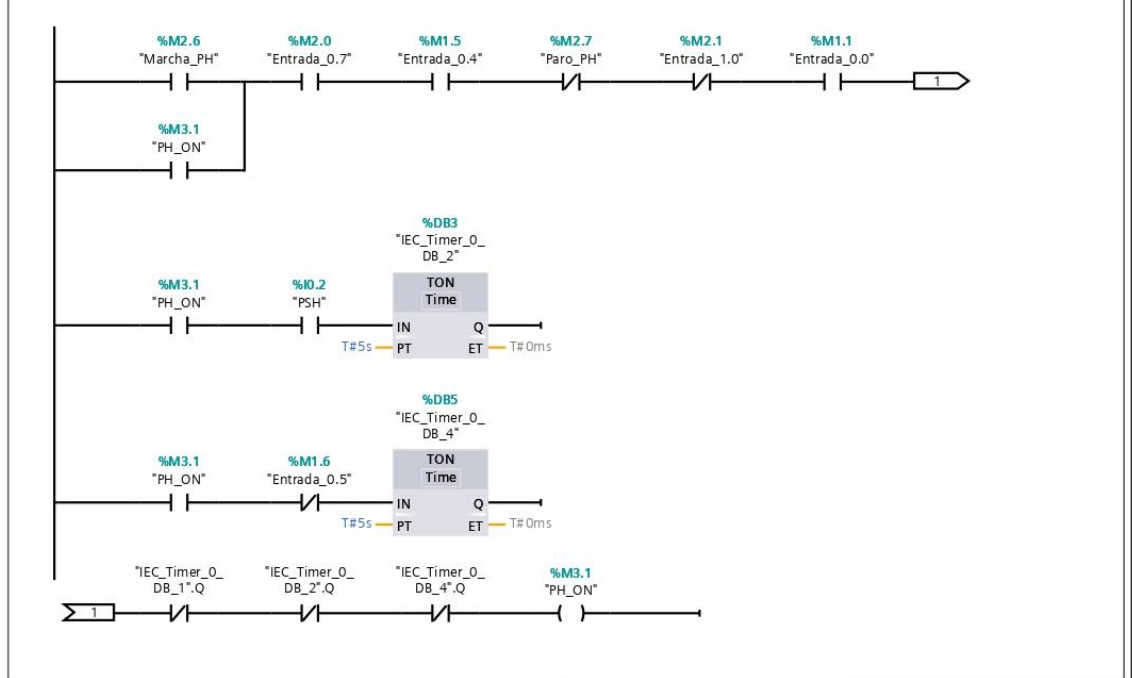 %M2.6 %M2.0 %M1.5 %M2.7 %M2.1 %M1.1
"Marcha_PH" "Entrada_0.7" "Entrada_0.4" "Paro_PH" "Entrada_1.0" "Entrada_0.0"
1
%M3.1
"PH_ON"
%DB3
"IEC_Timer_0_
DB_2"
%M3.1 %I0.2 TON
"PH_ON" "PSH" Time
IN Q
T#5s PT ET T#0ms
%DB5
"IEC_Timer_0_
DB_4"
%M3.1 %M1.6 TON
"PH_ON" "Entrada_0.5" Time
IN Q
T#5s PT ET T#0ms
"IEC_Timer_0_ "IEC_Timer_0_ "IEC_Timer_0_ %M3.1
DB_1".Q DB_2".Q DB_4".Q "PH_ON"
1